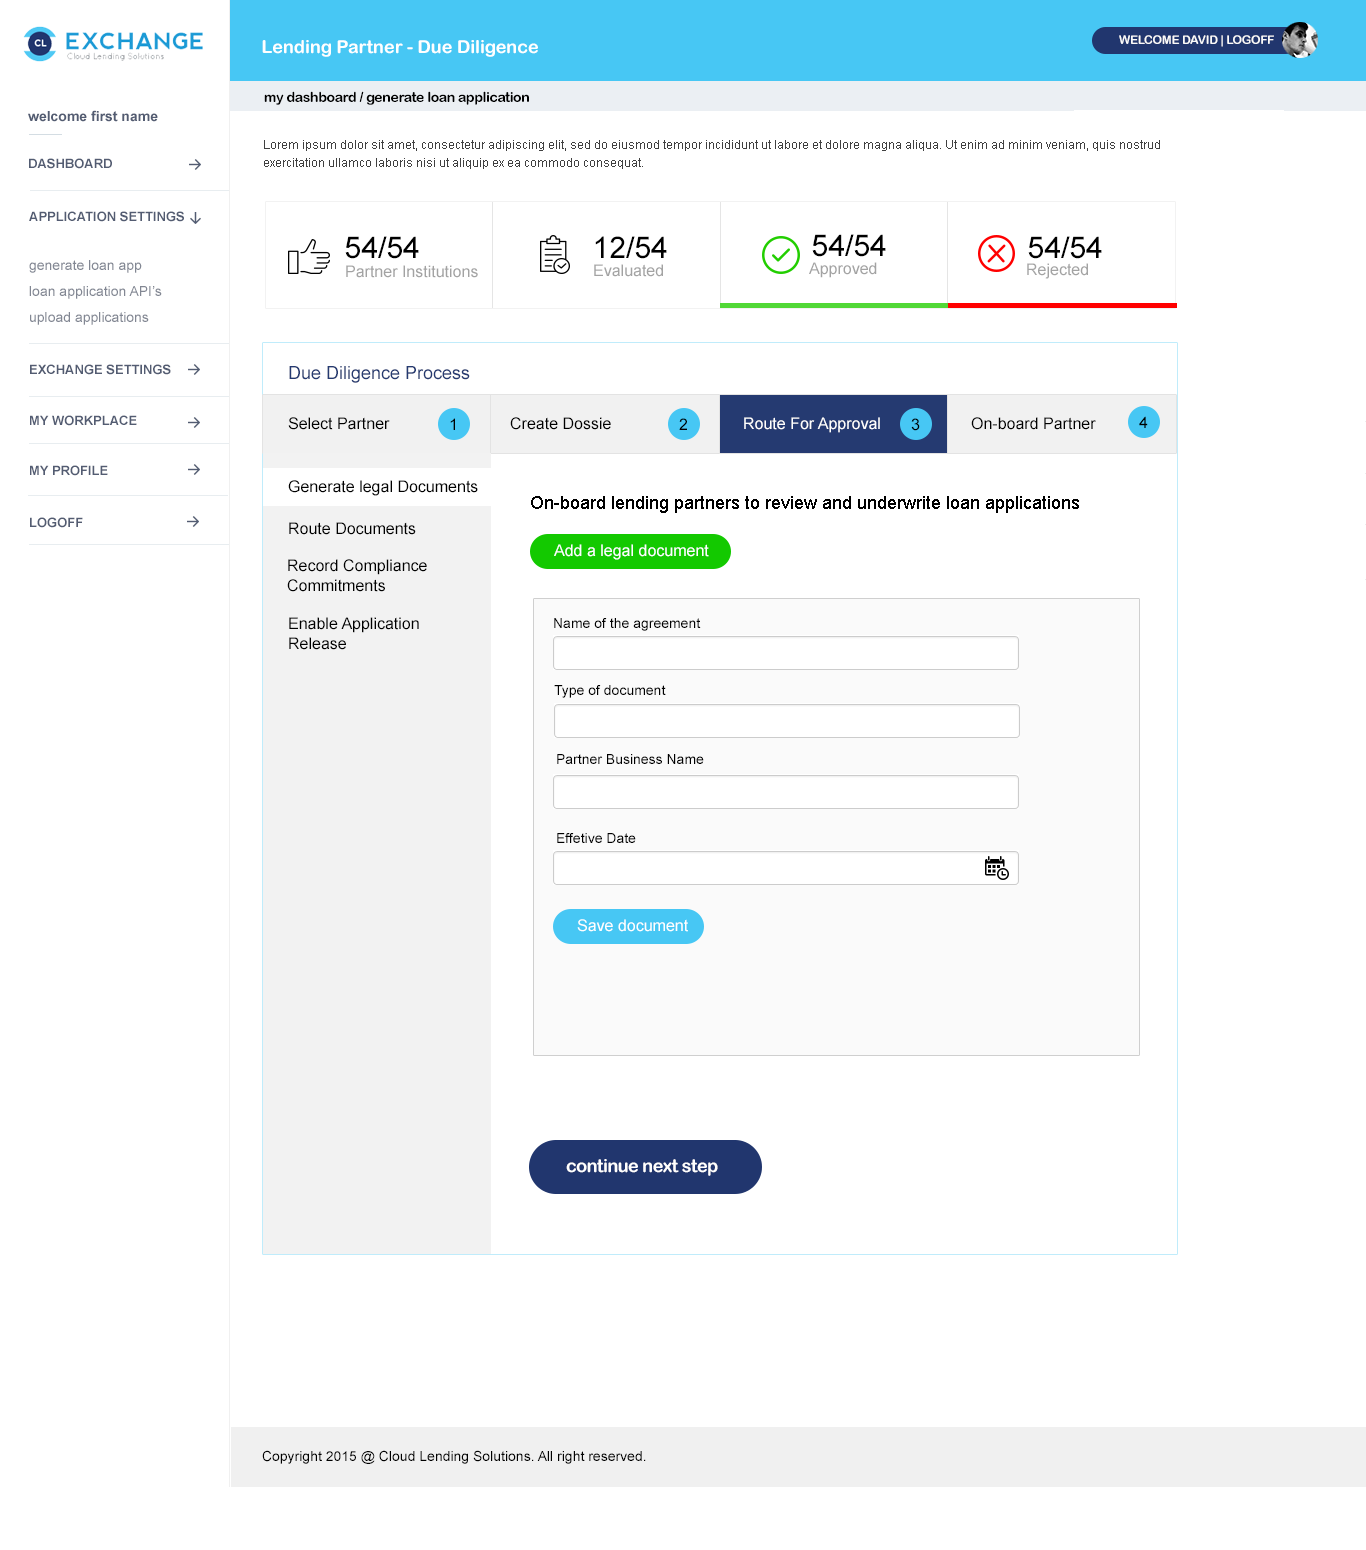 CL EXCHANGE
Cloud Lending Solutions
Lending Partner - Due Diligence
WELCOME DAVID | LOGOFF
my dashboard / generate loan application
welcome first name
DASHBOARD
APPLICATION SETTINGS
generate loan app
loan application API's
upload applications
EXCHANGE SETTINGS
MY WORKPLACE
MY PROFILE
LOGOFF
Lorem ipsum dolor sit amet, consectetur adipiscing elit, sed do eiusmod tempor incididunt ut labore et dolore magna aliqua. Ut enim ad minim veniam, quis nostrud
exercitation ullamco laboris nisi ut aliquip ex ea commodo consequat.
54/54
Partner Institutions
12/54
Evaluated
54/54
Approved
54/54
Rejected
Due Diligence Process
Select Partner 1
Create Dossie 2
Route For Approval 3
On-board Partner 4
Generate legal Documents
Route Documents
Record Compliance
Commitments
Enable Application
Release
On-board lending partners to review and underwrite loan applications
Add a legal document
Name of the agreement
Type of document
Partner Business Name
Effetive Date
Save document
continue next step
Copyright 2015 @ Cloud Lending Solutions. All right reserved.